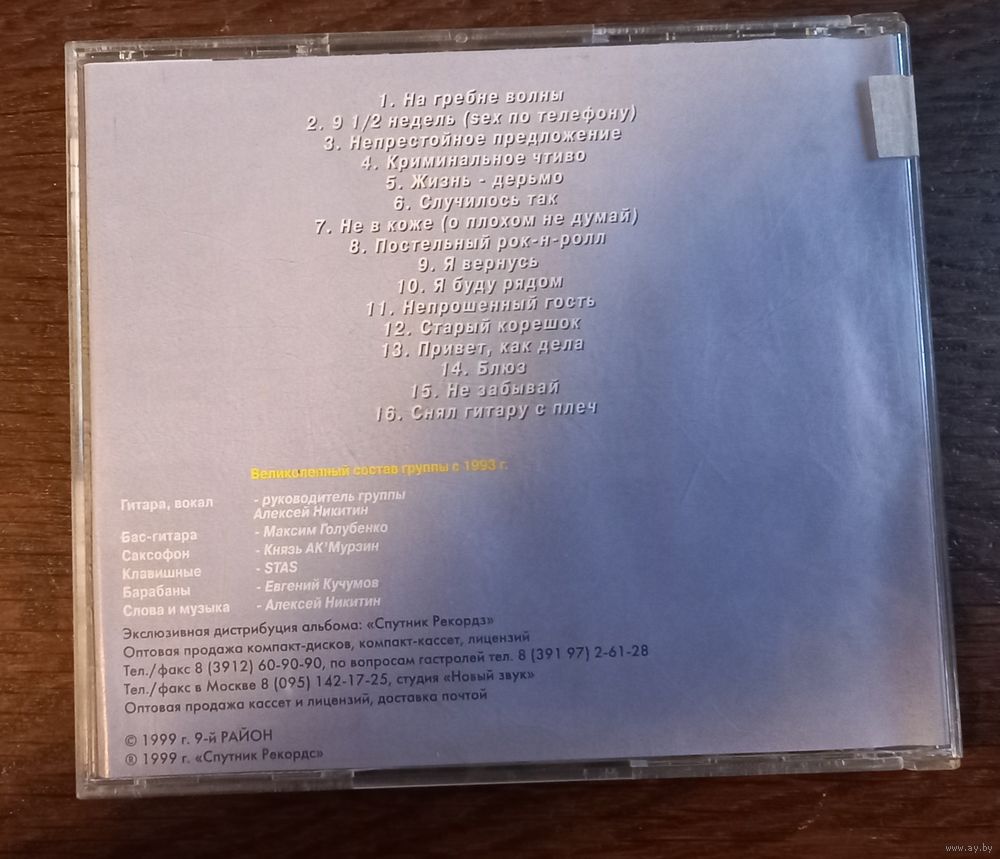 1. На гребне волны
2. 9 1/2 недель (sex по телефону)
3. Непрестойное предложение
4. Криминальное чтиво
5. Жизнь - дерьмо
6. Случилось так
7. Не в коже (о плохом не думай)
8. Постельный рок-н-ролл
9. Я вернусь
10. Я буду рядом
11. Непрошенный гость
12. Старый корешок
13. Привет, как дела
14. Блюз
15. Не забывай
16. Снял гитару с плеч
Великолепный состав группы с 1993 г.
Гитара, вокал - руководитель группы
Алексей Никитин
Бас-гитара - Максим Голубенко
Саксофон - Князь АК'Мурзин
Клавишные - STAS
Барабаны - Евгений Кучумов
Слова и музыка - Алексей Никитин
Экслюзивная дистрибуция альбома: «Спутник Рекордз»
Оптовая продажа компакт-дисков, компакт-кассет, лицензий
Тел./факс 8 (3912) 60-90-90, по вопросам гастролей тел. 8 (391 97) 2-61-28
Тел./факс в Москве 8 (095) 142-17-25, студия «Новый звук»
Оптовая продажа кассет и лицензий, доставка почтой
© 1999 г. 9-й РАЙОН
® 1999 г. «Спутник Рекордс»
www.ay.by